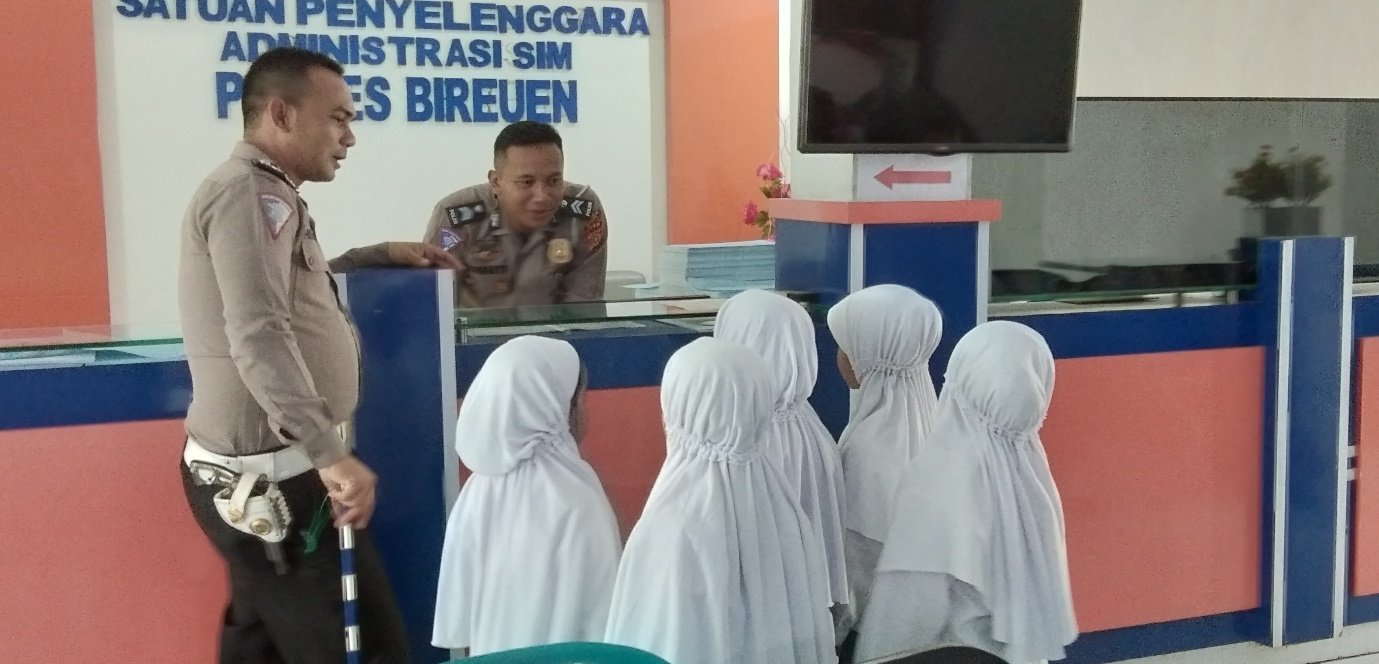 SATUAN PENYELENGGARA
ADMINISTRASI SIM
BIREUEN